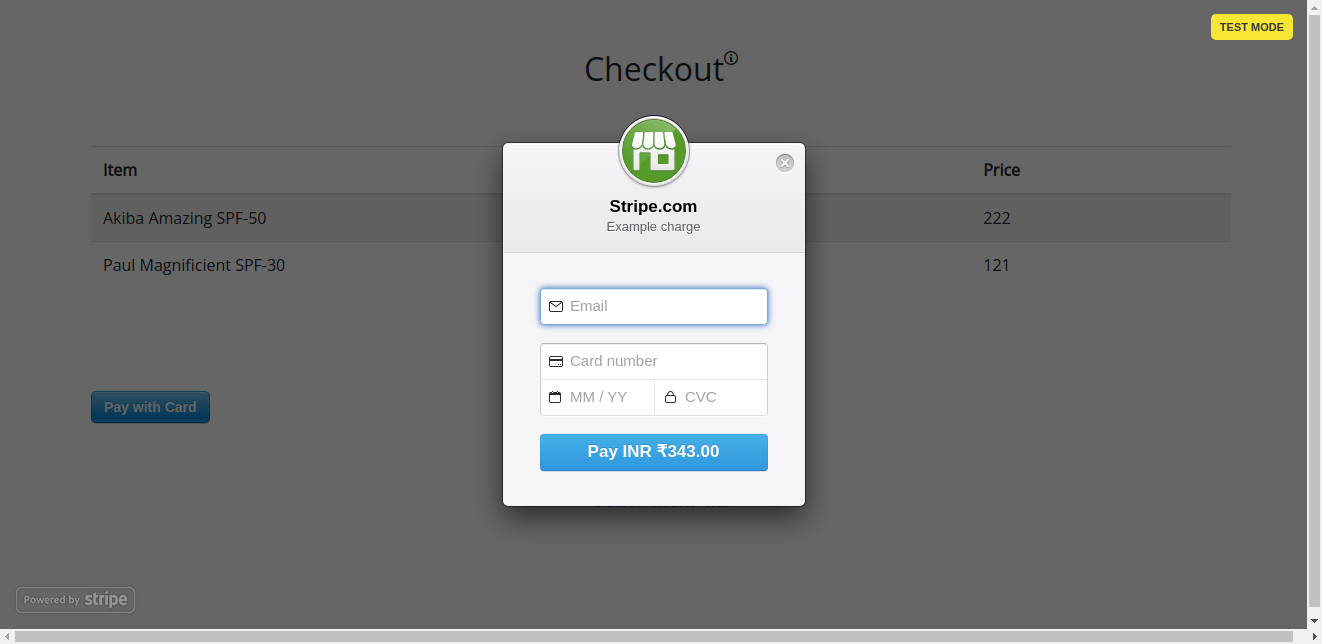 TEST MODE
Checkout
Item Price
Akiba Amazing SPF-50 222
Paul Magnificient SPF-30 121
Stripe.com
Example charge
Email
Card number
MM / YY CVC
Pay INR ₹343.00
Pay with Card
Powered by stripe